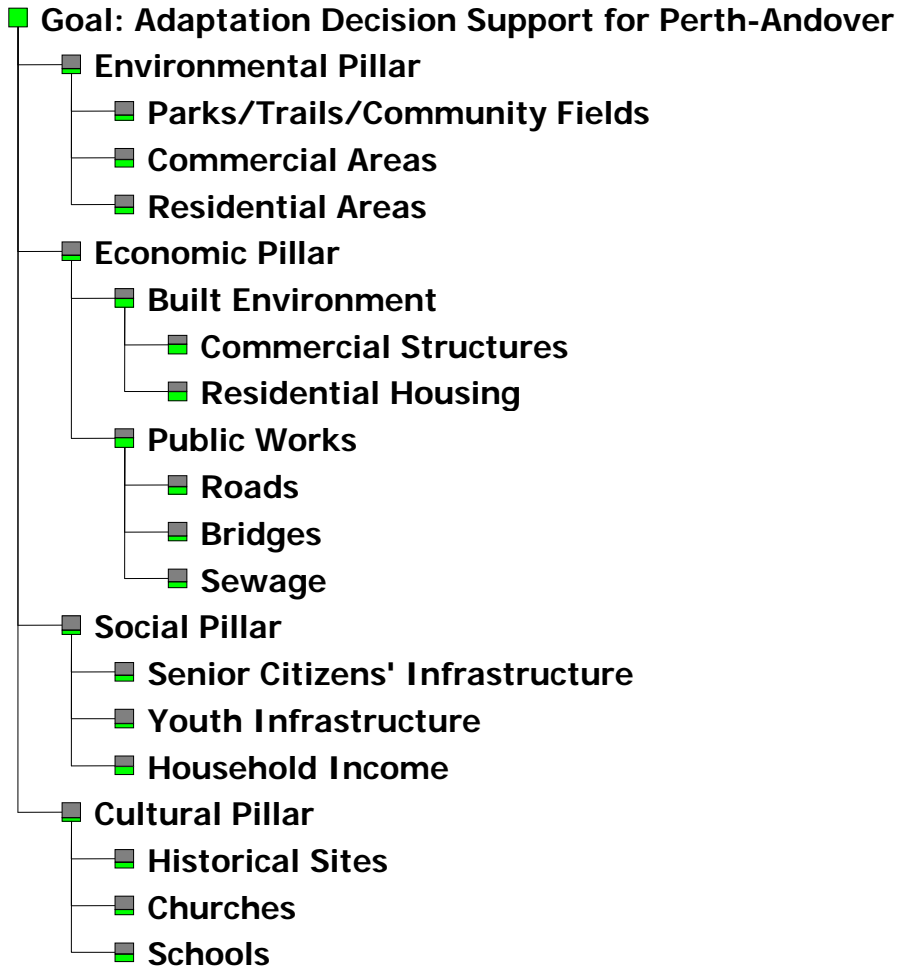 Goal: Adaptation Decision Support for Perth-Andover
Environmental Pillar
Parks/Trails/Community Fields
Commercial Areas
Residential Areas
Economic Pillar
Built Environment
Commercial Structures
Residential Housing
Public Works
Roads
Bridges
Sewage
Social Pillar
Senior Citizens' Infrastructure
Youth Infrastructure
Household Income
Cultural Pillar
Historical Sites
Churches
Schools